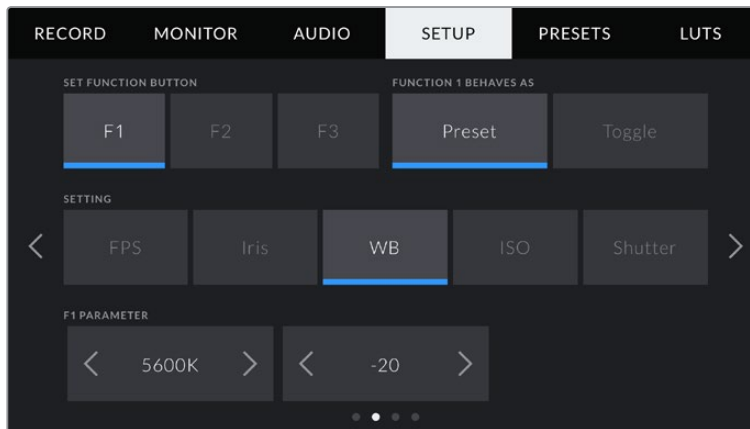 RECORD MONITOR AUDIO SETUP PRESETS LUTS
SET FUNCTION BUTTON FUNCTION 1 BEHAVES AS
F1 F2 F3 Preset Toggle
SETTING
FPS Iris WB ISO Shutter
F1 PARAMETER
5600K -20